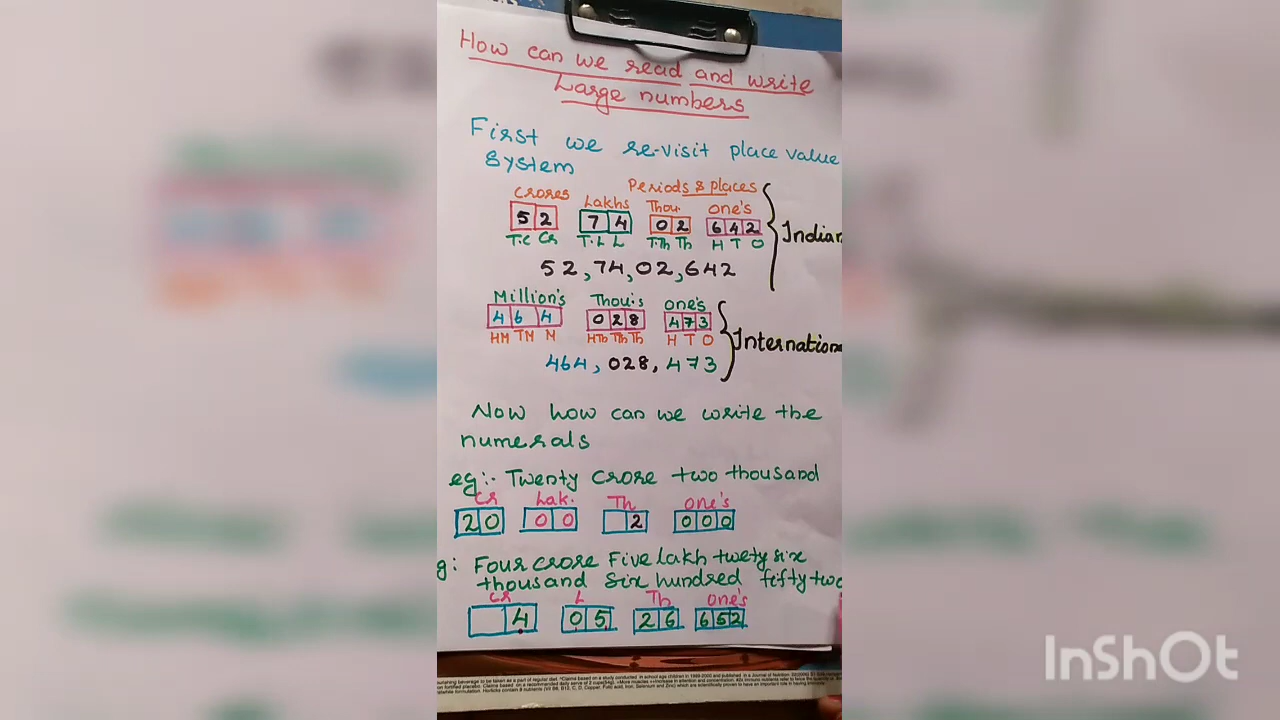 How can we read and write
Large numbers
First we re-visit place value
system
Periods & places
Crores Lakhs Thou. One's
5 2 7 4 0 2 6 4 2
T.C Cr T.L L T.Th Th H T O
Indian
52,74,02,642
Million's Thou's One's
4 6 4 0 2 8 4 7 3
HM TM M HTh TTh Th H T O
Internationa
464, 028, 473
Now how can we write the
numerals
eg:- Twenty crore two thousand
Cr Lak. Th One's
2 0 0 0 2 0 0 0
g: Four crore Five lakh twety six
thousand six hundred fifty two
Cr L Th One's
4 0 5 2 6 6 5 2
InShOt